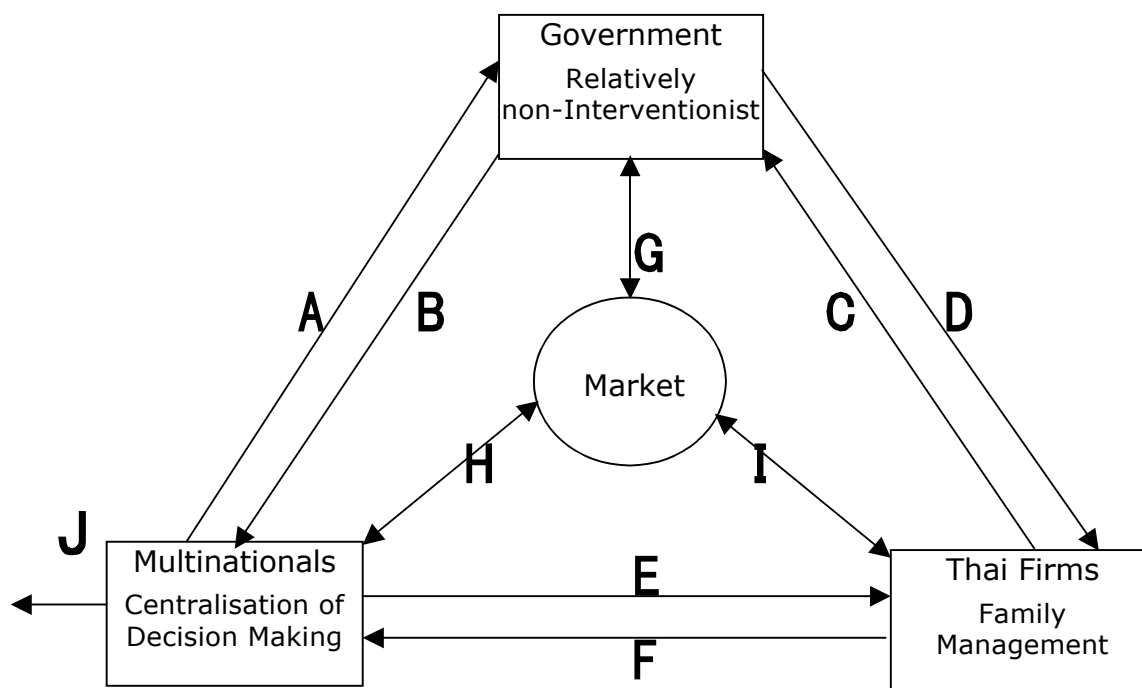 Government
Relatively
non-Interventionist
G
A
B
C
D
Market
H
I
J
Multinationals
Centralisation of
Decision Making
E
F
Thai Firms
Family
Management